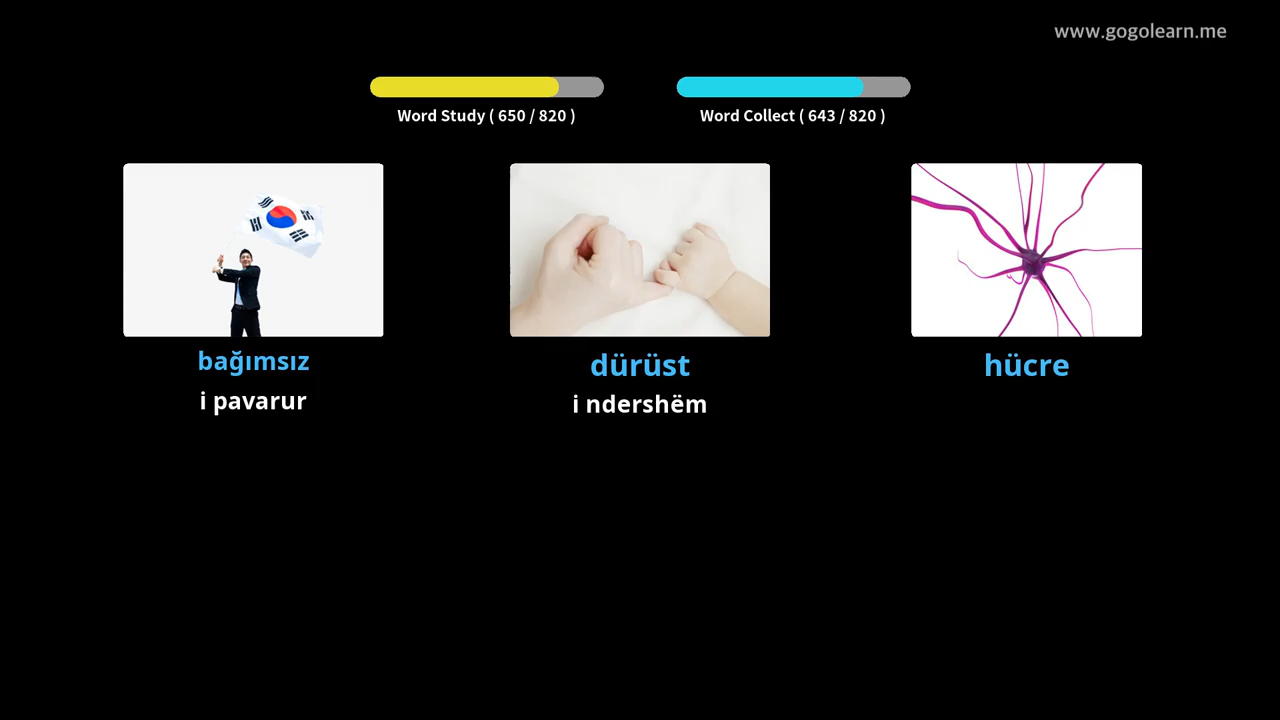 www.gogolearn.me
Word Study ( 650 / 820 )
Word Collect ( 643 / 820 )
bağımsız
i pavarur
dürüst
i ndershëm
hücre